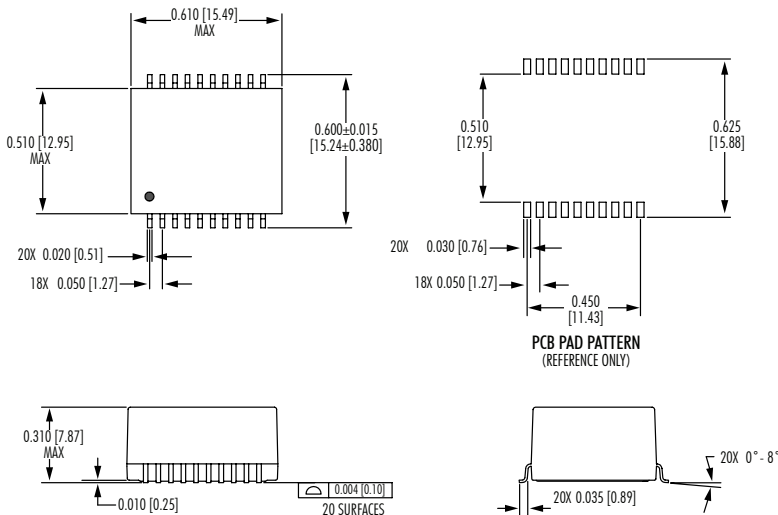 0.610 [15.49]
MAX
0.510 [12.95]
MAX
0.600±0.015
[15.24±0.380]
20X 0.020 [0.51]
18X 0.050 [1.27]
0.510
[12.95]
0.625
[15.88]
20X 0.030 [0.76]
18X 0.050 [1.27]
0.450
[11.43]
PCB PAD PATTERN
(REFERENCE ONLY)
0.310 [7.87]
MAX
0.010 [0.25]
0.004 [0.10]
20 SURFACES
20X 0°- 8°
20X 0.035 [0.89]